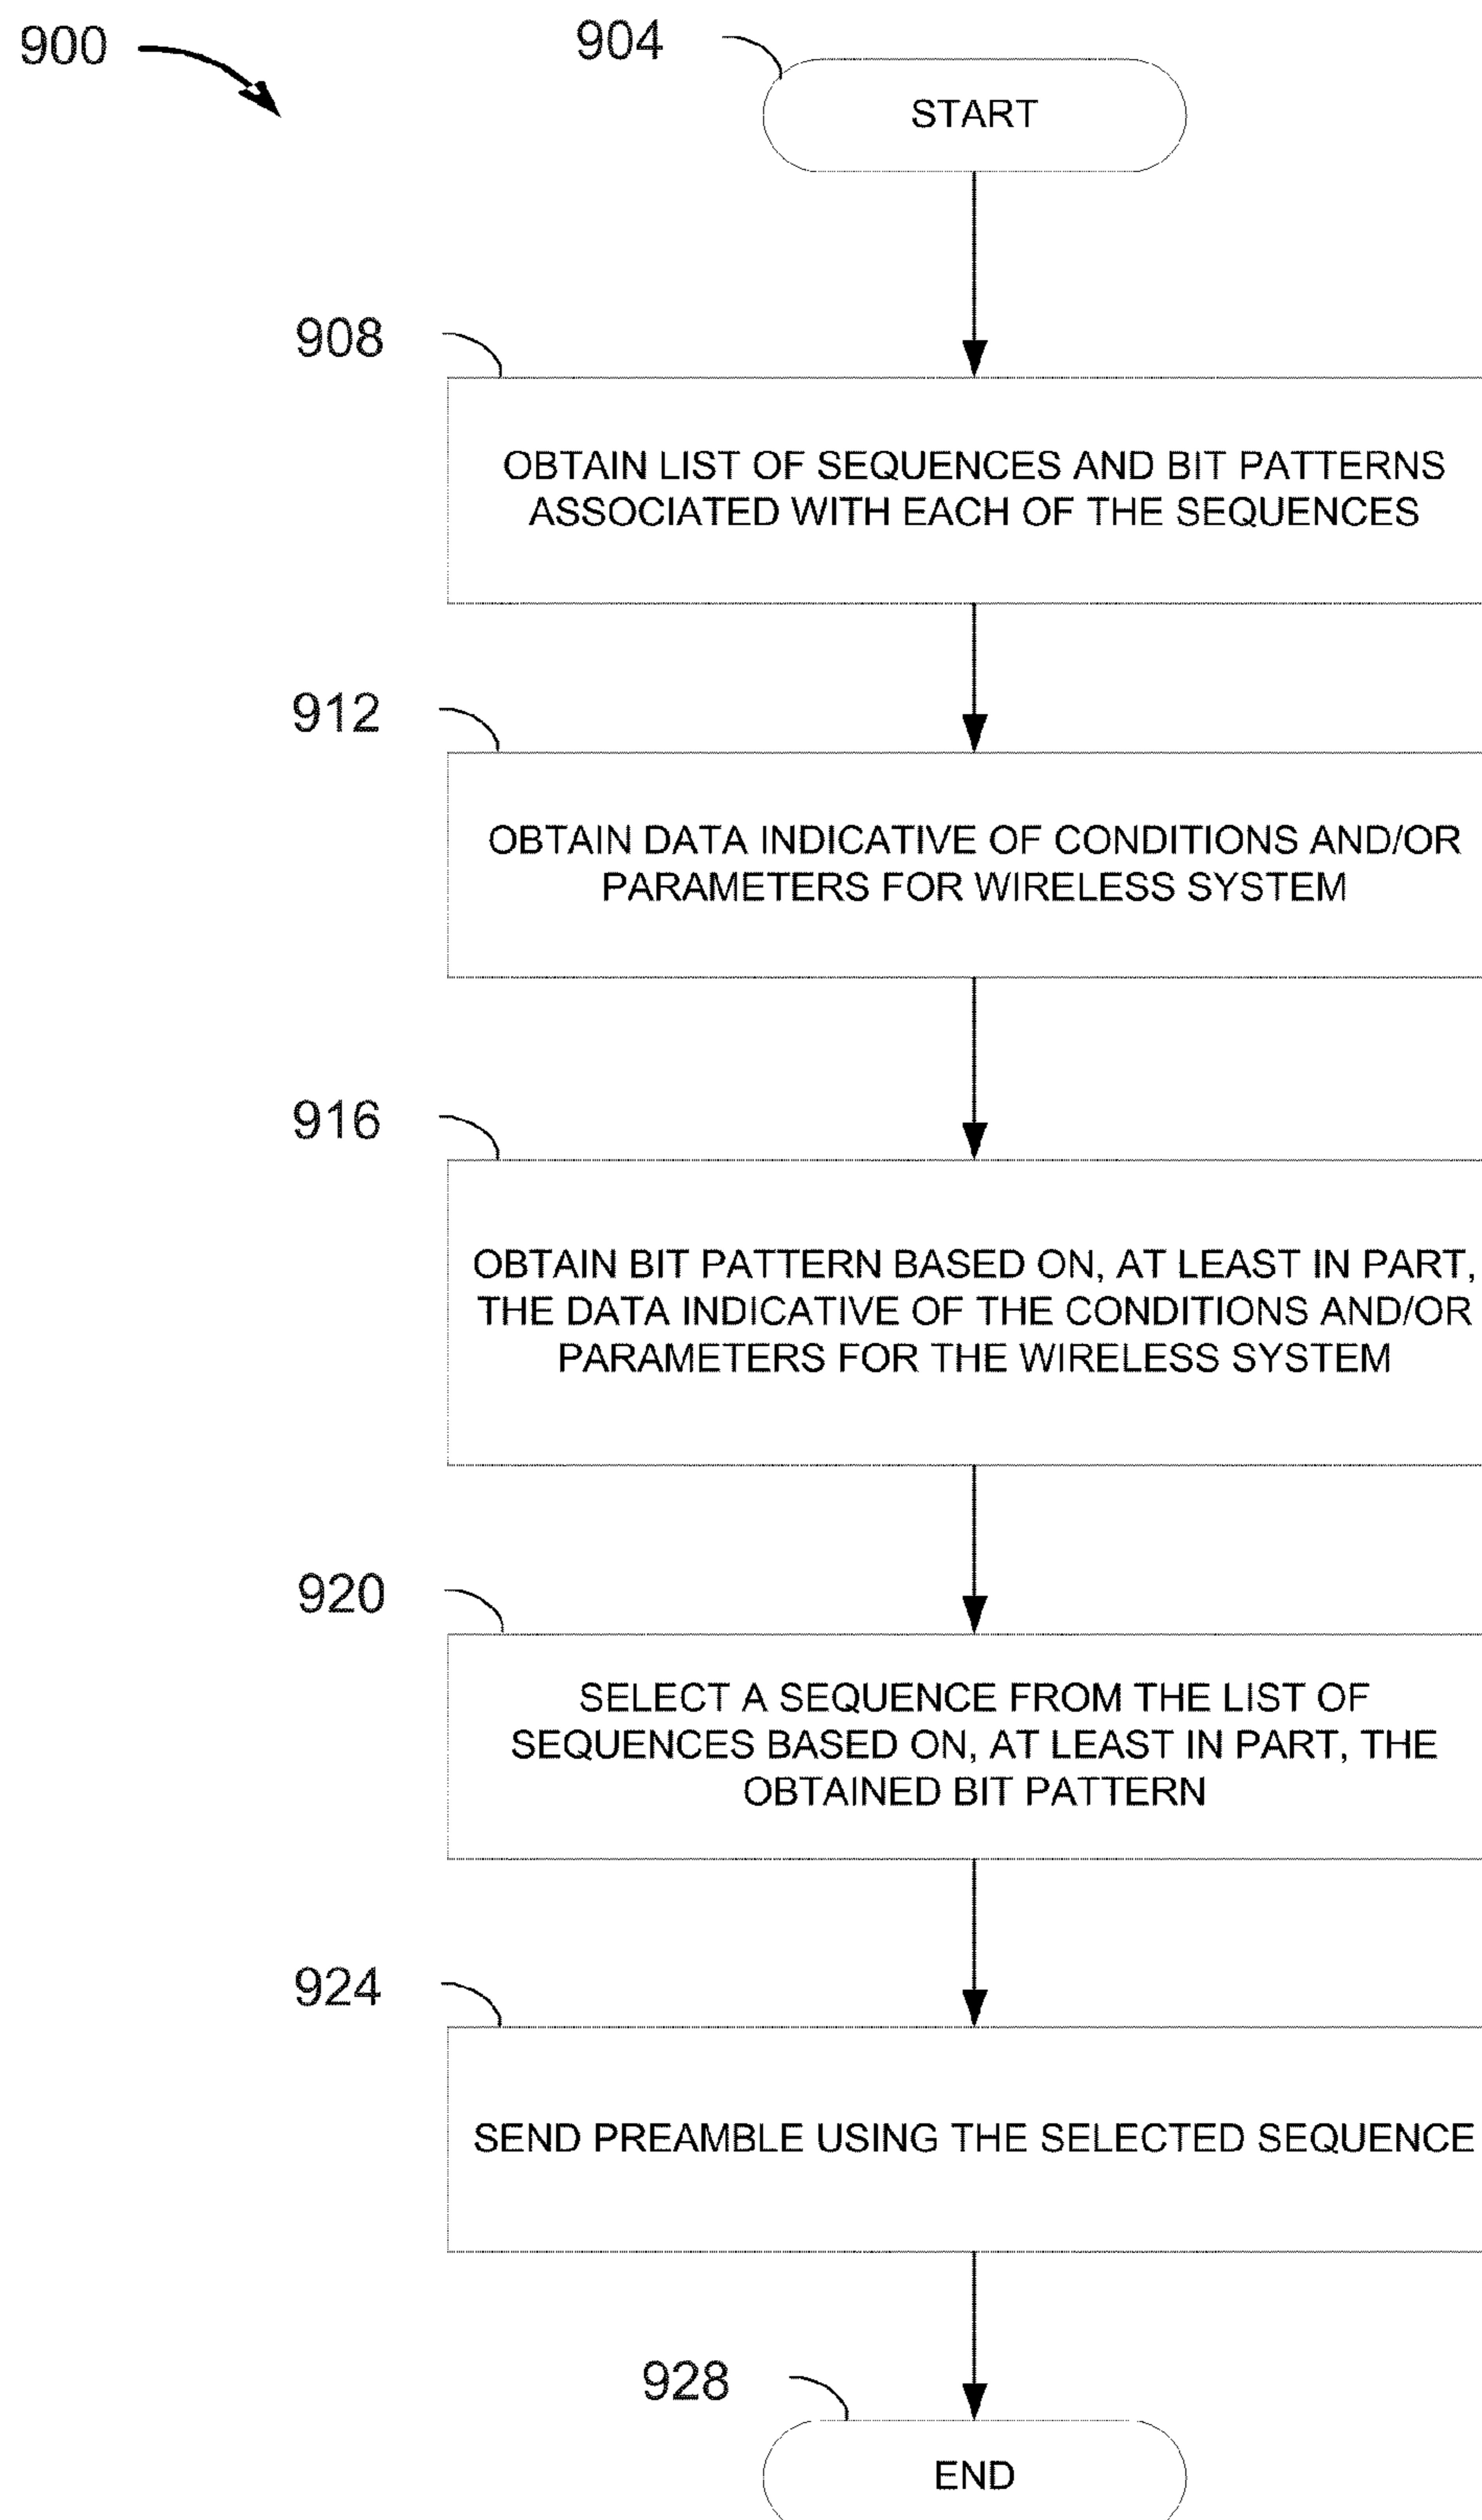 900
904
START
908
OBTAIN LIST OF SEQUENCES AND BIT PATTERNS
ASSOCIATED WITH EACH OF THE SEQUENCES
912
OBTAIN DATA INDICATIVE OF CONDITIONS AND/OR
PARAMETERS FOR WIRELESS SYSTEM
916
OBTAIN BIT PATTERN BASED ON, AT LEAST IN PART,
THE DATA INDICATIVE OF THE CONDITIONS AND/OR
PARAMETERS FOR THE WIRELESS SYSTEM
920
SELECT A SEQUENCE FROM THE LIST OF
SEQUENCES BASED ON, AT LEAST IN PART, THE
OBTAINED BIT PATTERN
924
SEND PREAMBLE USING THE SELECTED SEQUENCE
928
END